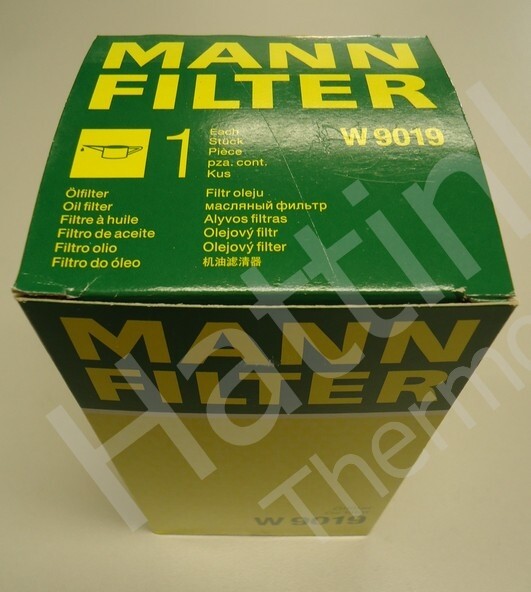 MANN
FILTER
W 9019
1
Each
Stück
Pièce
pza. cont.
Kus
Ölfilter
Oil filter
Filtre à huile
Filtro de aceite
Filtro olio
Filtro do óleo
Filtr oleju
масляный фильтр
Alyvos filtras
Olejový filtr
Olejový filter
机油滤清器
MANN
FILTER
W 9019
Hattin
Thermo